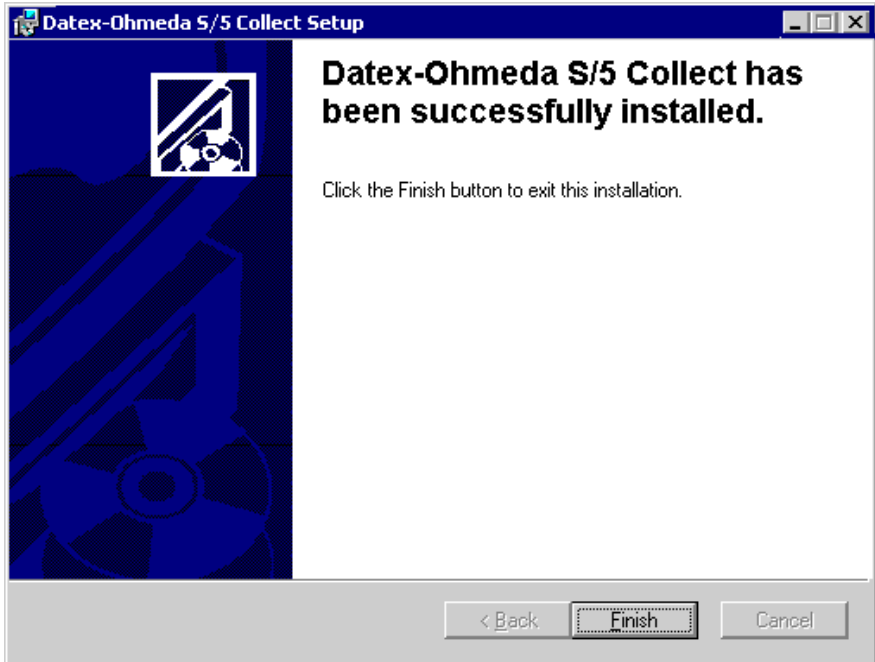 Datex-Ohmeda S/5 Collect Setup
Datex-Ohmeda S/5 Collect has
been successfully installed.
Click the Finish button to exit this installation.
< Back Finish Cancel